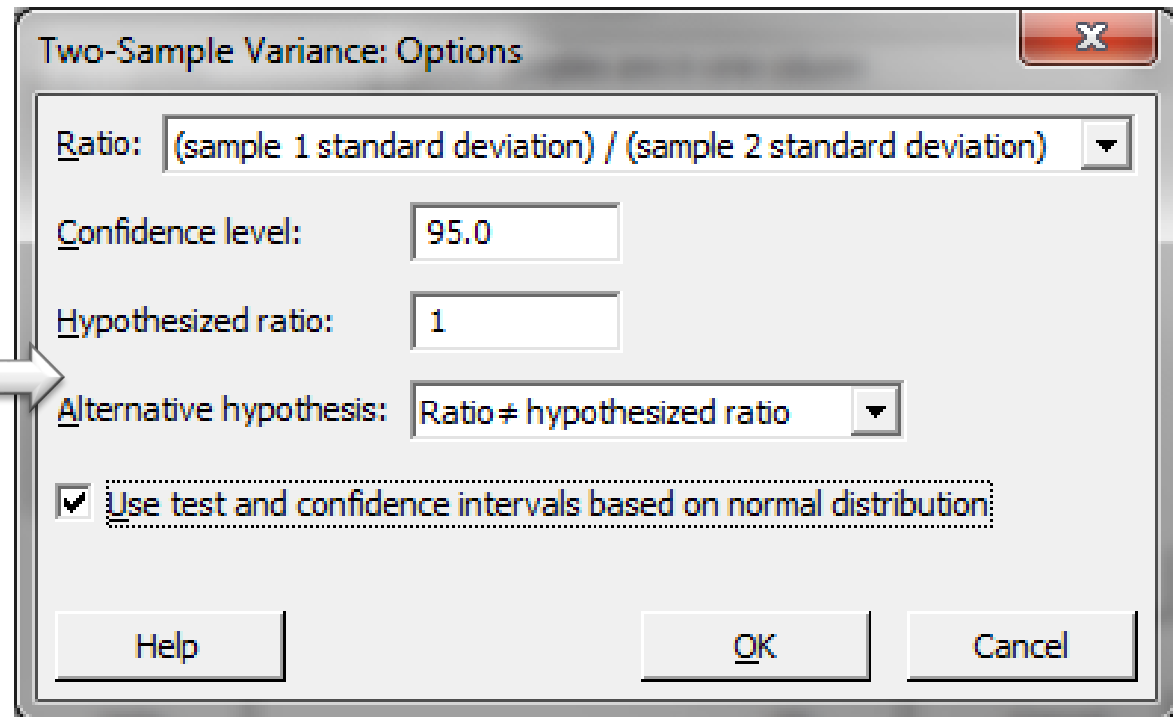 Two-Sample Variance: Options
Ratio: (sample 1 standard deviation) / (sample 2 standard deviation)
Confidence level: 95.0
Hypothesized ratio: 1
Alternative hypothesis: Ratio ≠ hypothesized ratio
Use test and confidence intervals based on normal distribution
Help OK Cancel